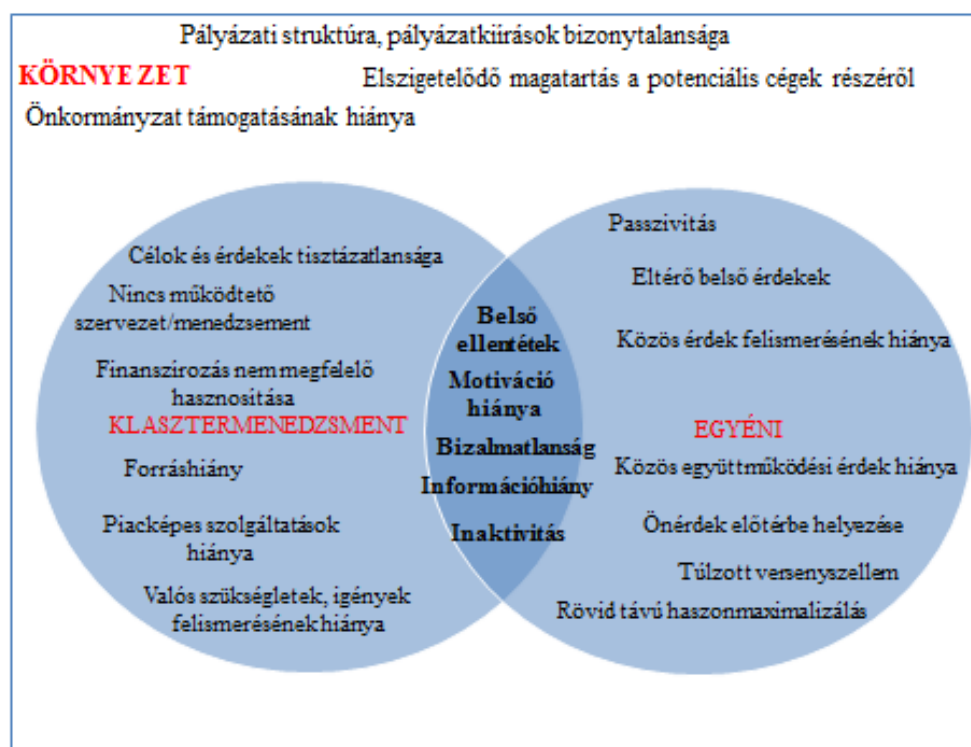 Pályázati struktúra, pályázatkiírások bizonytalansága
KÖRNYEZET
Elszigetelődő magatartás a potenciális cégek részéről
Önkormányzat támogatásának hiánya
Célok és érdekek tisztázatlansága
Nincs működtető
szervezet/menedzsement
Finanszírozás nem megfelelő
hasznosítása
KLASZTERMENEDZSMENT
Forráshiány
Piacképes szolgáltatások
hiánya
Valós szükségletek, igények
felismerésének hiánya
Belső
ellentétek
Motiváció
hiánya
Bizalmatlanság
Információhiány
Inaktivitás
Passzivitás
Eltérő belső érdekek
Közös érdek felismerésének hiánya
EGYÉNI
Közös együttműködési érdek hiánya
Önérdek előtérbe helyezése
Túlzott versenyszellem
Rövid távú haszonmaximalizálás